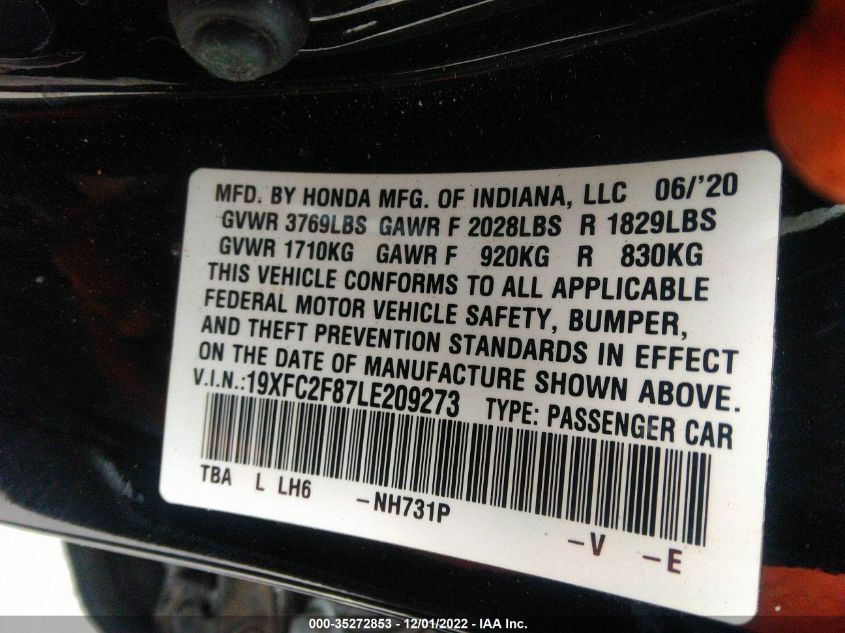 MFD. BY HONDA MFG. OF INDIANA, LLC 06/'20
GVWR 3769LBS GAWR F 2028LBS R 1829LBS
GVWR 1710KG GAWR F 920KG R 830KG
THIS VEHICLE CONFORMS TO ALL APPLICABLE
FEDERAL MOTOR VEHICLE SAFETY, BUMPER,
AND THEFT PREVENTION STANDARDS IN EFFECT
ON THE DATE OF MANUFACTURE SHOWN ABOVE.
V.I.N.:19XFC2F87LE209273 TYPE: PASSENGER CAR
TBA L LH6 -NH731P -V -E
000-35272853 - 12/01/2022 - IAA Inc.